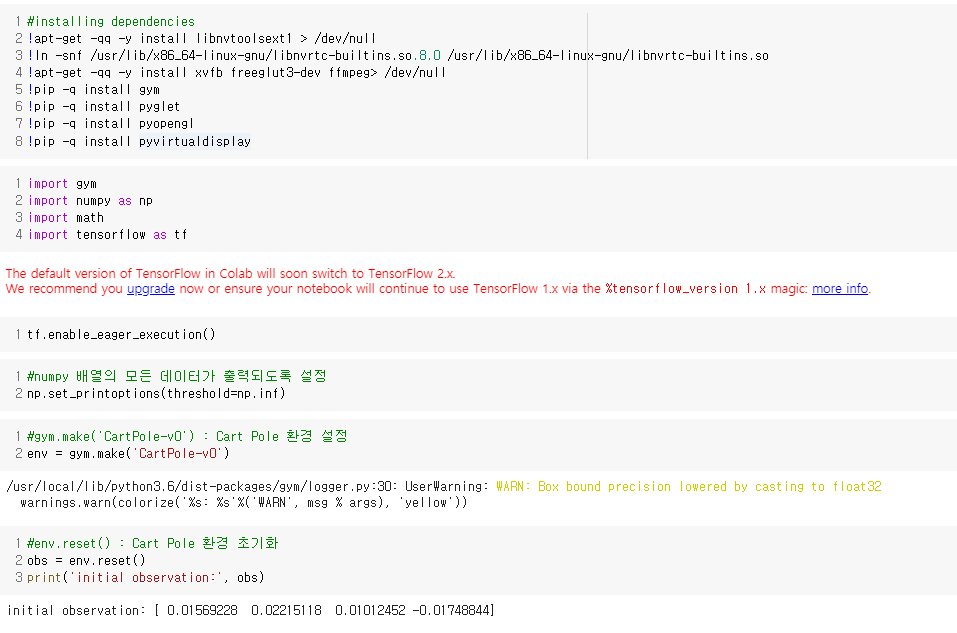 1 #installing dependencies
2 !apt-get -qq -y install libnvtoolsext1 > /dev/null
3 !ln -snf /usr/lib/x86_64-linux-gnu/libnvrtc-builtins.so.8.0 /usr/lib/x86_64-linux-gnu/libnvrtc-builtins.so
4 !apt-get -qq -y install xvfb freeglut3-dev ffmpeg> /dev/null
5 !pip -q install gym
6 !pip -q install pyglet
7 !pip -q install pyopengl
8 !pip -q install pyvirtualdisplay
1 import gym
2 import numpy as np
3 import math
4 import tensorflow as tf
The default version of TensorFlow in Colab will soon switch to TensorFlow 2.x.
We recommend you upgrade now or ensure your notebook will continue to use TensorFlow 1.x via the %tensorflow_version 1.x magic: more info.
1 tf.enable_eager_execution()
1 #numpy 배열의 모든 데이터가 출력되도록 설정
2 np.set_printoptions(threshold=np.inf)
1 #gym.make('CartPole-v0') : Cart Pole 환경 설정
2 env = gym.make('CartPole-v0')
/usr/local/lib/python3.6/dist-packages/gym/logger.py:30: UserWarning: WARN: Box bound precision lowered by casting to float32
warnings.warn(colorize('%s: %s'%('WARN', msg % args), 'yellow'))
1 #env.reset() : Cart Pole 환경 초기화
2 obs = env.reset()
3 print('initial observation:', obs)
initial observation: [ 0.01569228  0.02215118  0.01012452 -0.01748844]